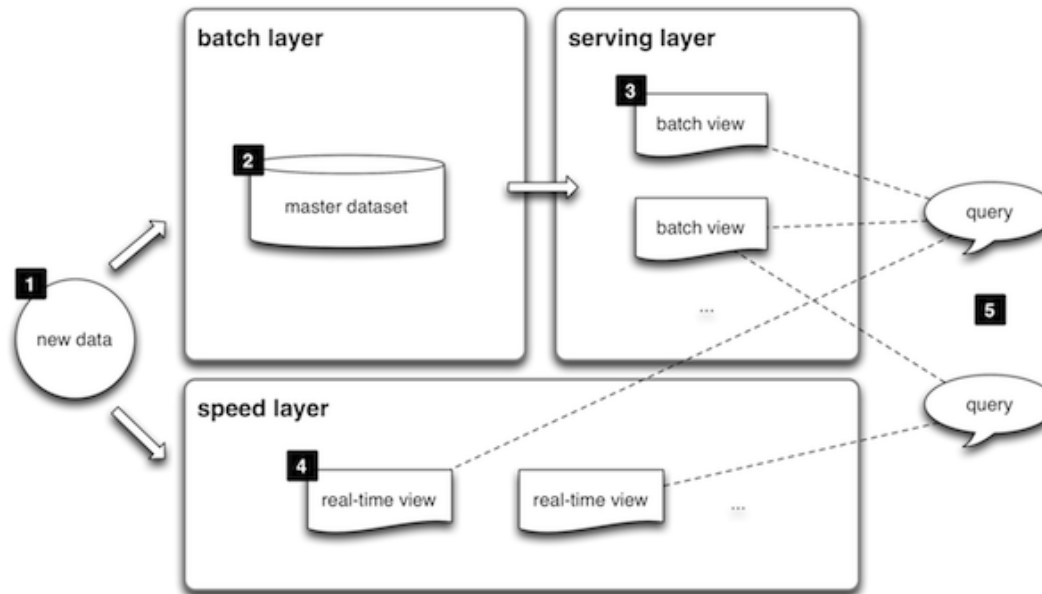 batch layer
serving layer
3
batch view
2
master dataset
batch view
query
1
new data
...
5
speed layer
query
4
real-time view
real-time view
...